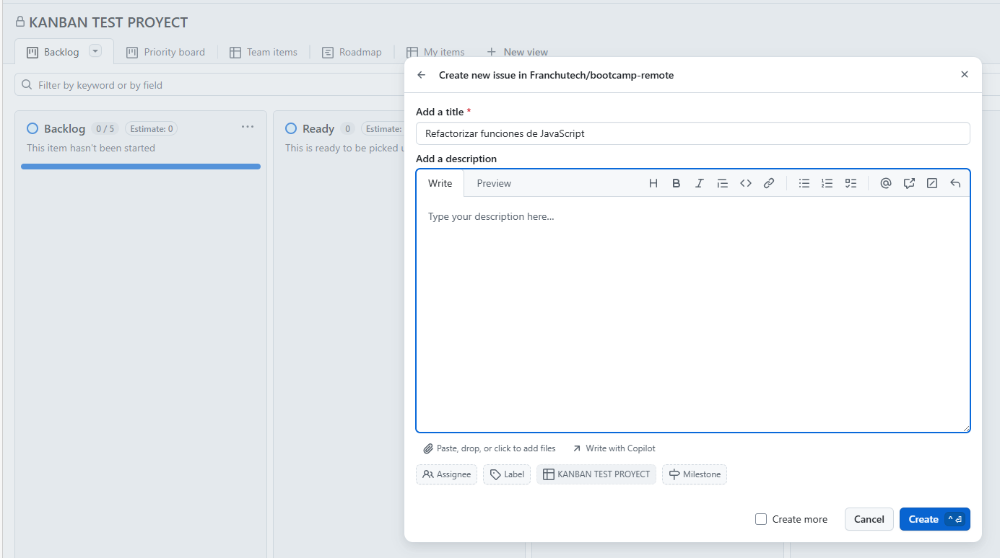 KANBAN TEST PROYECT
Backlog
Priority board
Team items
Roadmap
My items
New view
Filter by keyword or by field
Backlog 0 / 5 Estimate: 0
This item hasn't been started
Ready 0 Estimate:
This is ready to be picked
Create new issue in Franchutech/bootcamp-remote
Add a title *
Refactorizar funciones de JavaScript
Add a description
Write
Preview
Type your description here...
Paste, drop, or click to add files
Write with Copilot
Assignee
Label
KANBAN TEST PROYECT
Milestone
Create more
Cancel
Create